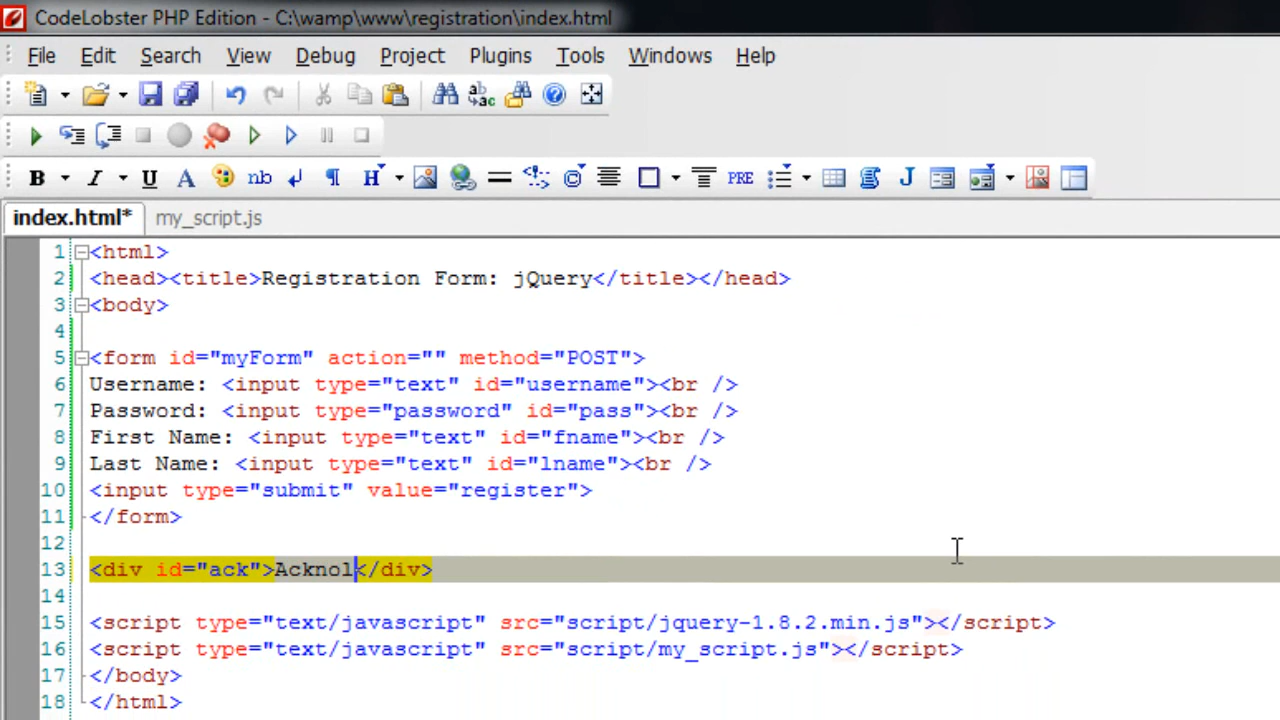 CodeLobster PHP Edition - C:\wamp\www\registration\index.html
File Edit Search View Debug Project Plugins Tools Windows Help
B I U A nb ¶ H PRE J
index.html* my_script.js
1 <html>
2 <head><title>Registration Form: jQuery</title></head>
3 <body>
4
5 <form id="myForm" action="" method="POST">
6 Username: <input type="text" id="username"><br />
7 Password: <input type="password" id="pass"><br />
8 First Name: <input type="text" id="fname"><br />
9 Last Name: <input type="text" id="lname"><br />
10 <input type="submit" value="register">
11 </form>
12
13 <div id="ack">Acknol</div>
14
15 <script type="text/javascript" src="script/jquery-1.8.2.min.js"></script>
16 <script type="text/javascript" src="script/my_script.js"></script>
17 </body>
18 </html>